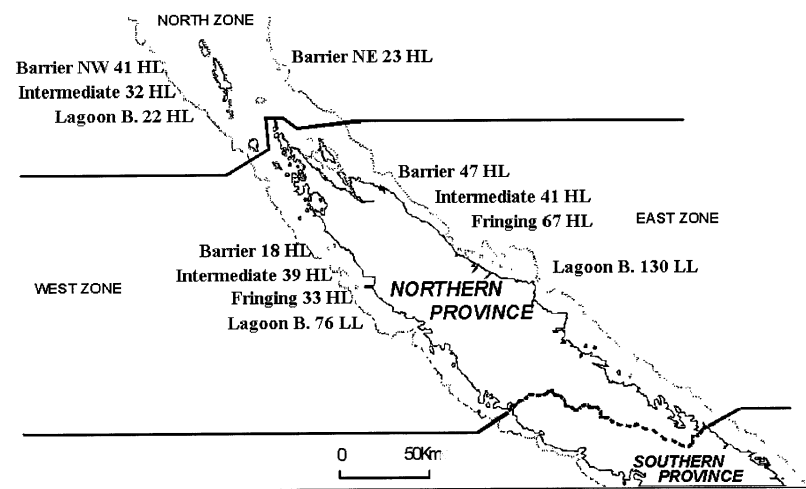 NORTH ZONE
Barrier NE 23 HL
Barrier NW 41 HL
Intermediate 32 HL
Lagoon B. 22 HL
Barrier 47 HL
Intermediate 41 HL
Fringing 67 HL
EAST ZONE
Lagoon B. 130 LL
Barrier 18 HL
Intermediate 39 HL
Fringing 33 HL
Lagoon B. 76 LL
WEST ZONE
NORTHERN
PROVINCE
0 50Km
SOUTHERN
PROVINCE